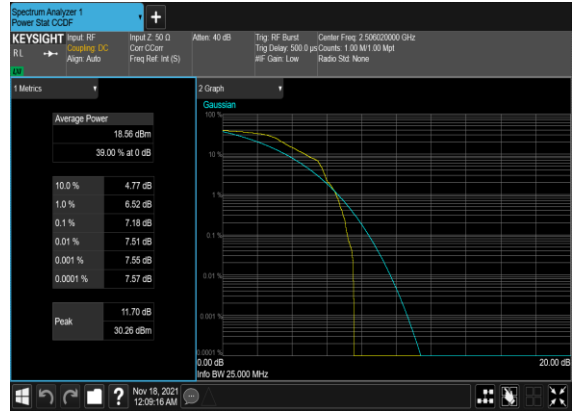 Spectrum Analyzer 1
Power Stat CCDF
KEYSIGHT
RL
Input: RF
Coupling: DC
Align: Auto
Input Z: 50 Ω
Corr CCorr
Freq Ref: Int (S)
Atten: 40 dB
Trig: RF Burst
Trig Delay: 500.0 µs
#IF Gain: Low
Center Freq: 2.506020000 GHz
Counts: 1.00 M/1.00 Mpt
Radio Std: None
1 Metrics
Average Power
18.56 dBm
39.00 % at 0 dB
10.0 % 4.77 dB
1.0 % 6.52 dB
0.1 % 7.18 dB
0.01 % 7.51 dB
0.001 % 7.55 dB
0.0001 % 7.57 dB
Peak
11.70 dB
30.26 dBm
2 Graph
Gaussian
100 %
10 %
1 %
0.1 %
0.01 %
0.001 %
0.0001 %
0.00 dB
20.00 dB
Info BW 25.000 MHz
?
Nov 18, 2021
12:09:16 AM